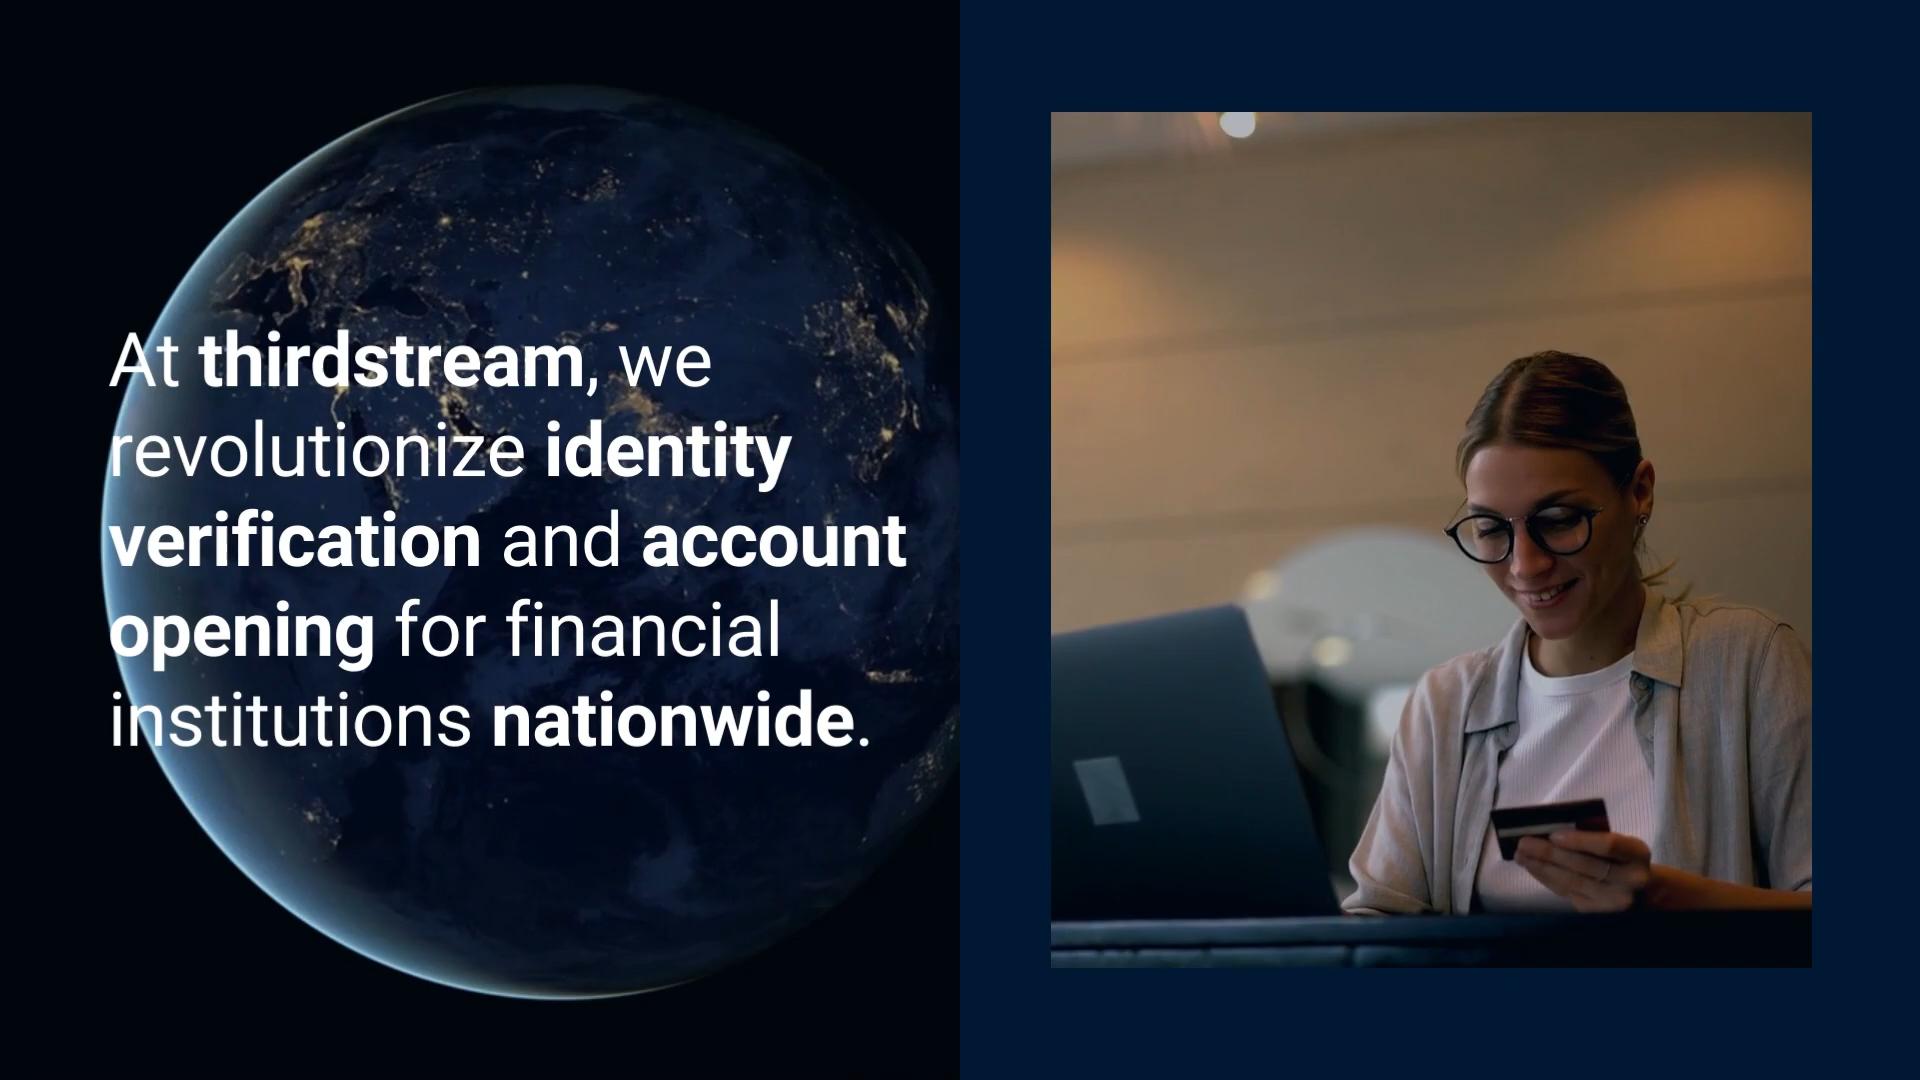 At thirdstream, we
revolutionize identity
verification and account
opening for financial
institutions nationwide.